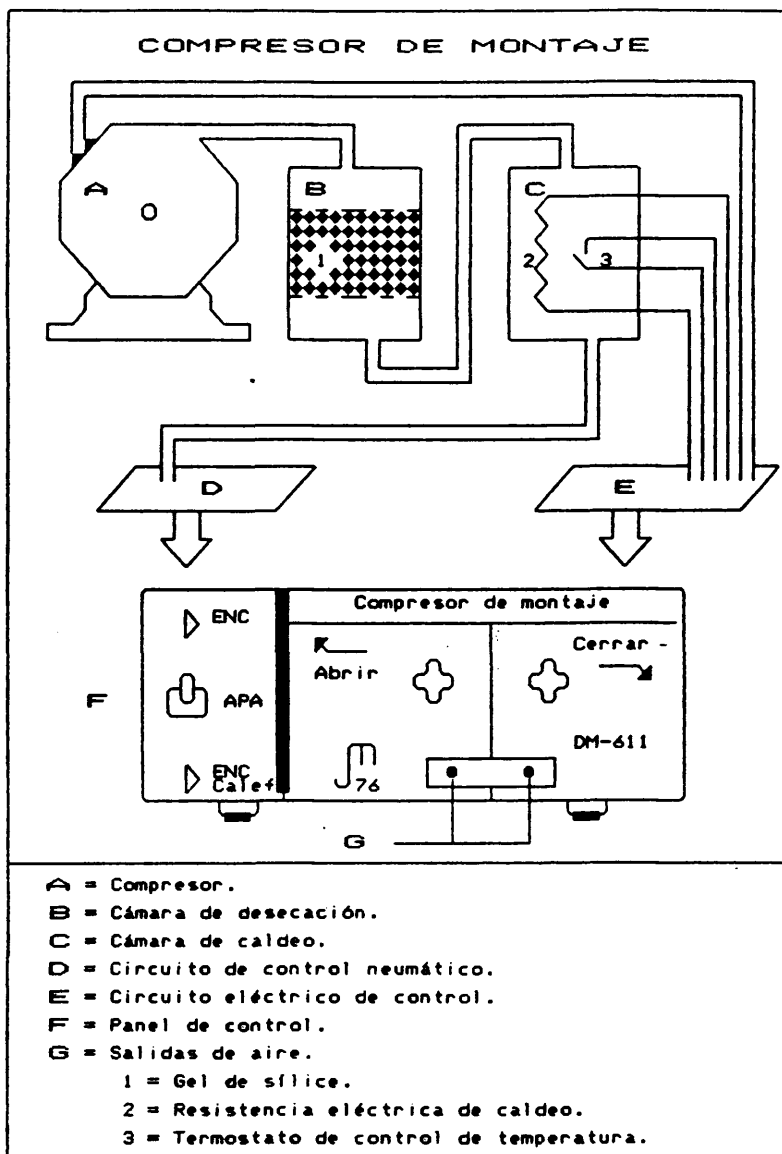 COMPRESOR DE MONTAJE
A
O
B
1
C
2
3
D
E
Compresor de montaje
ENC
Abrir
Cerrar -
F
APA
DM-611
ENC
Calef
76
G
A = Compresor.
B = Cámara de desecación.
C = Cámara de caldeo.
D = Circuito de control neumático.
E = Circuito eléctrico de control.
F = Panel de control.
G = Salidas de aire.
1 = Gel de sílice.
2 = Resistencia eléctrica de caldeo.
3 = Termostato de control de temperatura.